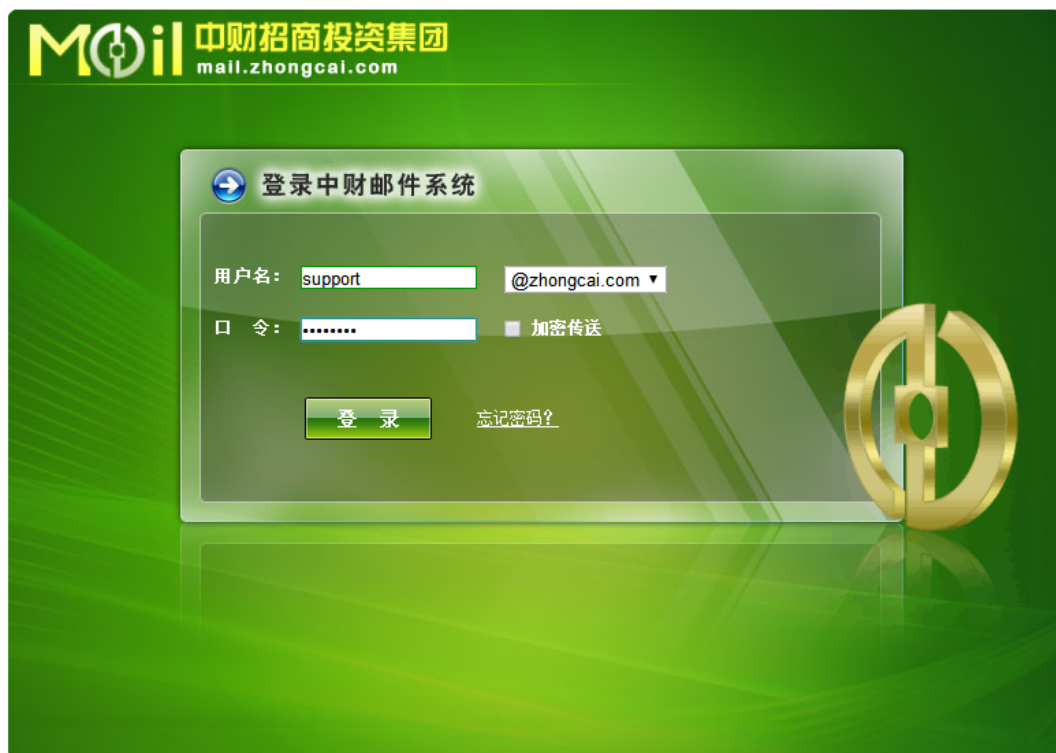 Mail 中财招商投资集团
mail.zhongcai.com
登录中财邮件系统
用户名： support @zhongcai.com ▼
口 令： •••••••• 加密传送
登 录 忘记密码？